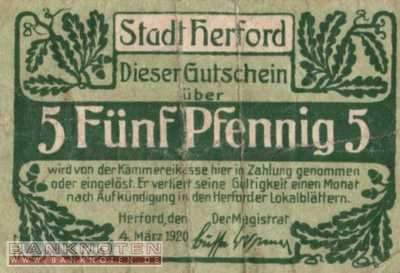 Stadt Herford
Dieser Gutschein
über
5 Fünf Pfennig 5
wird von der Kämmereikasse hier in Zahlung genommen
oder eingelöst. Er verliert seine Gültigkeit einen Monat
nach Aufkündigung in den Herforder Lokalblättern.
Herford, den Der Magistrat
4. März 1920
BANKNOTEN
WWW.BANKNOTEN.DE